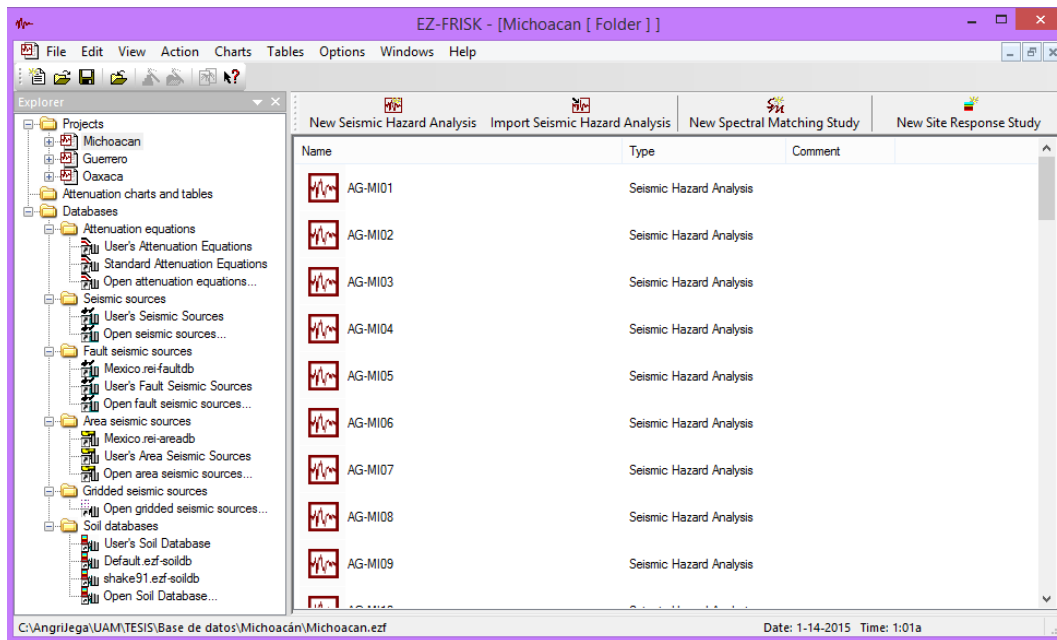 EZ-FRISK - [Michoacan [ Folder ] ]
File Edit View Action Charts Tables Options Windows Help
Explorer
Projects
Michoacan
Guerrero
Oaxaca
Attenuation charts and tables
Databases
Attenuation equations
User's Attenuation Equations
Standard Attenuation Equations
Open attenuation equations...
Seismic sources
User's Seismic Sources
Open seismic sources...
Fault seismic sources
Mexico.rei-faultdb
User's Fault Seismic Sources
Open fault seismic sources...
Area seismic sources
Mexico.rei-areadb
User's Area Seismic Sources
Open area seismic sources...
Gridded seismic sources
Open gridded seismic sources...
Soil databases
User's Soil Database
Default.ezf-soildb
shake91.ezf-soildb
Open Soil Database...
New Seismic Hazard Analysis Import Seismic Hazard Analysis New Spectral Matching Study New Site Response Study
Name Type Comment
AG-MI01 Seismic Hazard Analysis
AG-MI02 Seismic Hazard Analysis
AG-MI03 Seismic Hazard Analysis
AG-MI04 Seismic Hazard Analysis
AG-MI05 Seismic Hazard Analysis
AG-MI06 Seismic Hazard Analysis
AG-MI07 Seismic Hazard Analysis
AG-MI08 Seismic Hazard Analysis
AG-MI09 Seismic Hazard Analysis
C:\AngriJega\UAM\TESIS\Base de datos\Michoacán\Michoacan.ezf Date: 1-14-2015 Time: 1:01a